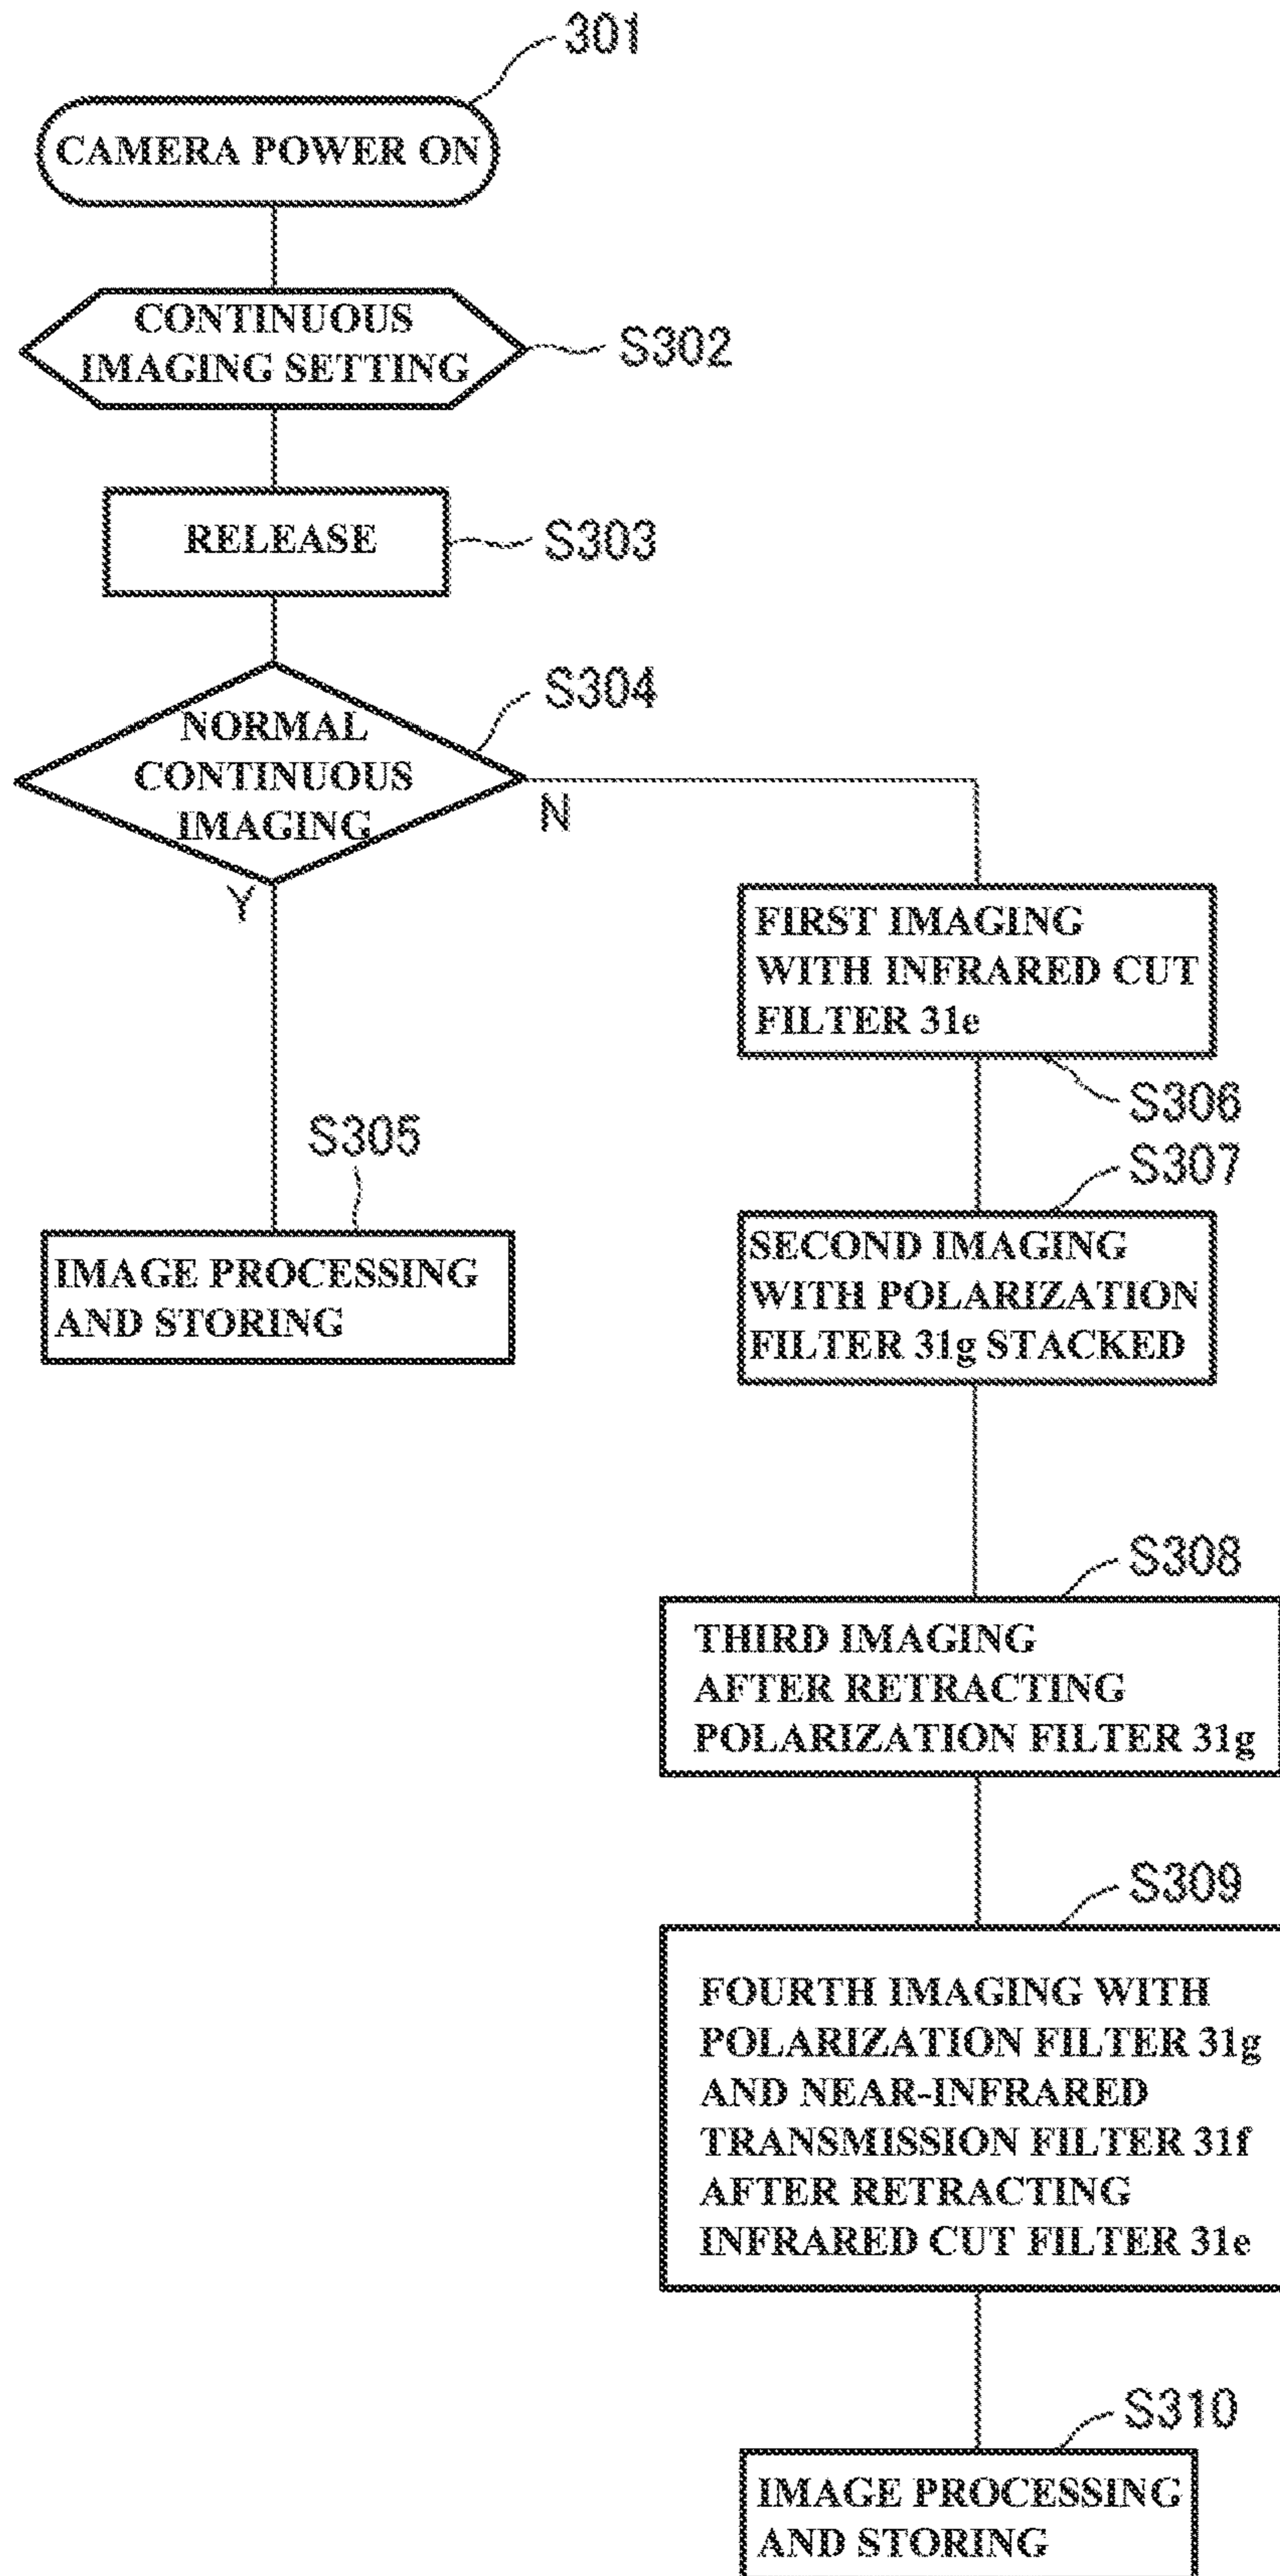 301
CAMERA POWER ON
CONTINUOUS
IMAGING SETTING
S302
RELEASE
S303
S304
NORMAL
CONTINUOUS
IMAGING
N
Y
FIRST IMAGING
WITH INFRARED CUT
FILTER 31e
S306
S305
IMAGE PROCESSING
AND STORING
S307
SECOND IMAGING
WITH POLARIZATION
FILTER 31g STACKED
S308
THIRD IMAGING
AFTER RETRACTING
POLARIZATION FILTER 31g
S309
FOURTH IMAGING WITH
POLARIZATION FILTER 31g
AND NEAR-INFRARED
TRANSMISSION FILTER 31f
AFTER RETRACTING
INFRARED CUT FILTER 31e
S310
IMAGE PROCESSING
AND STORING